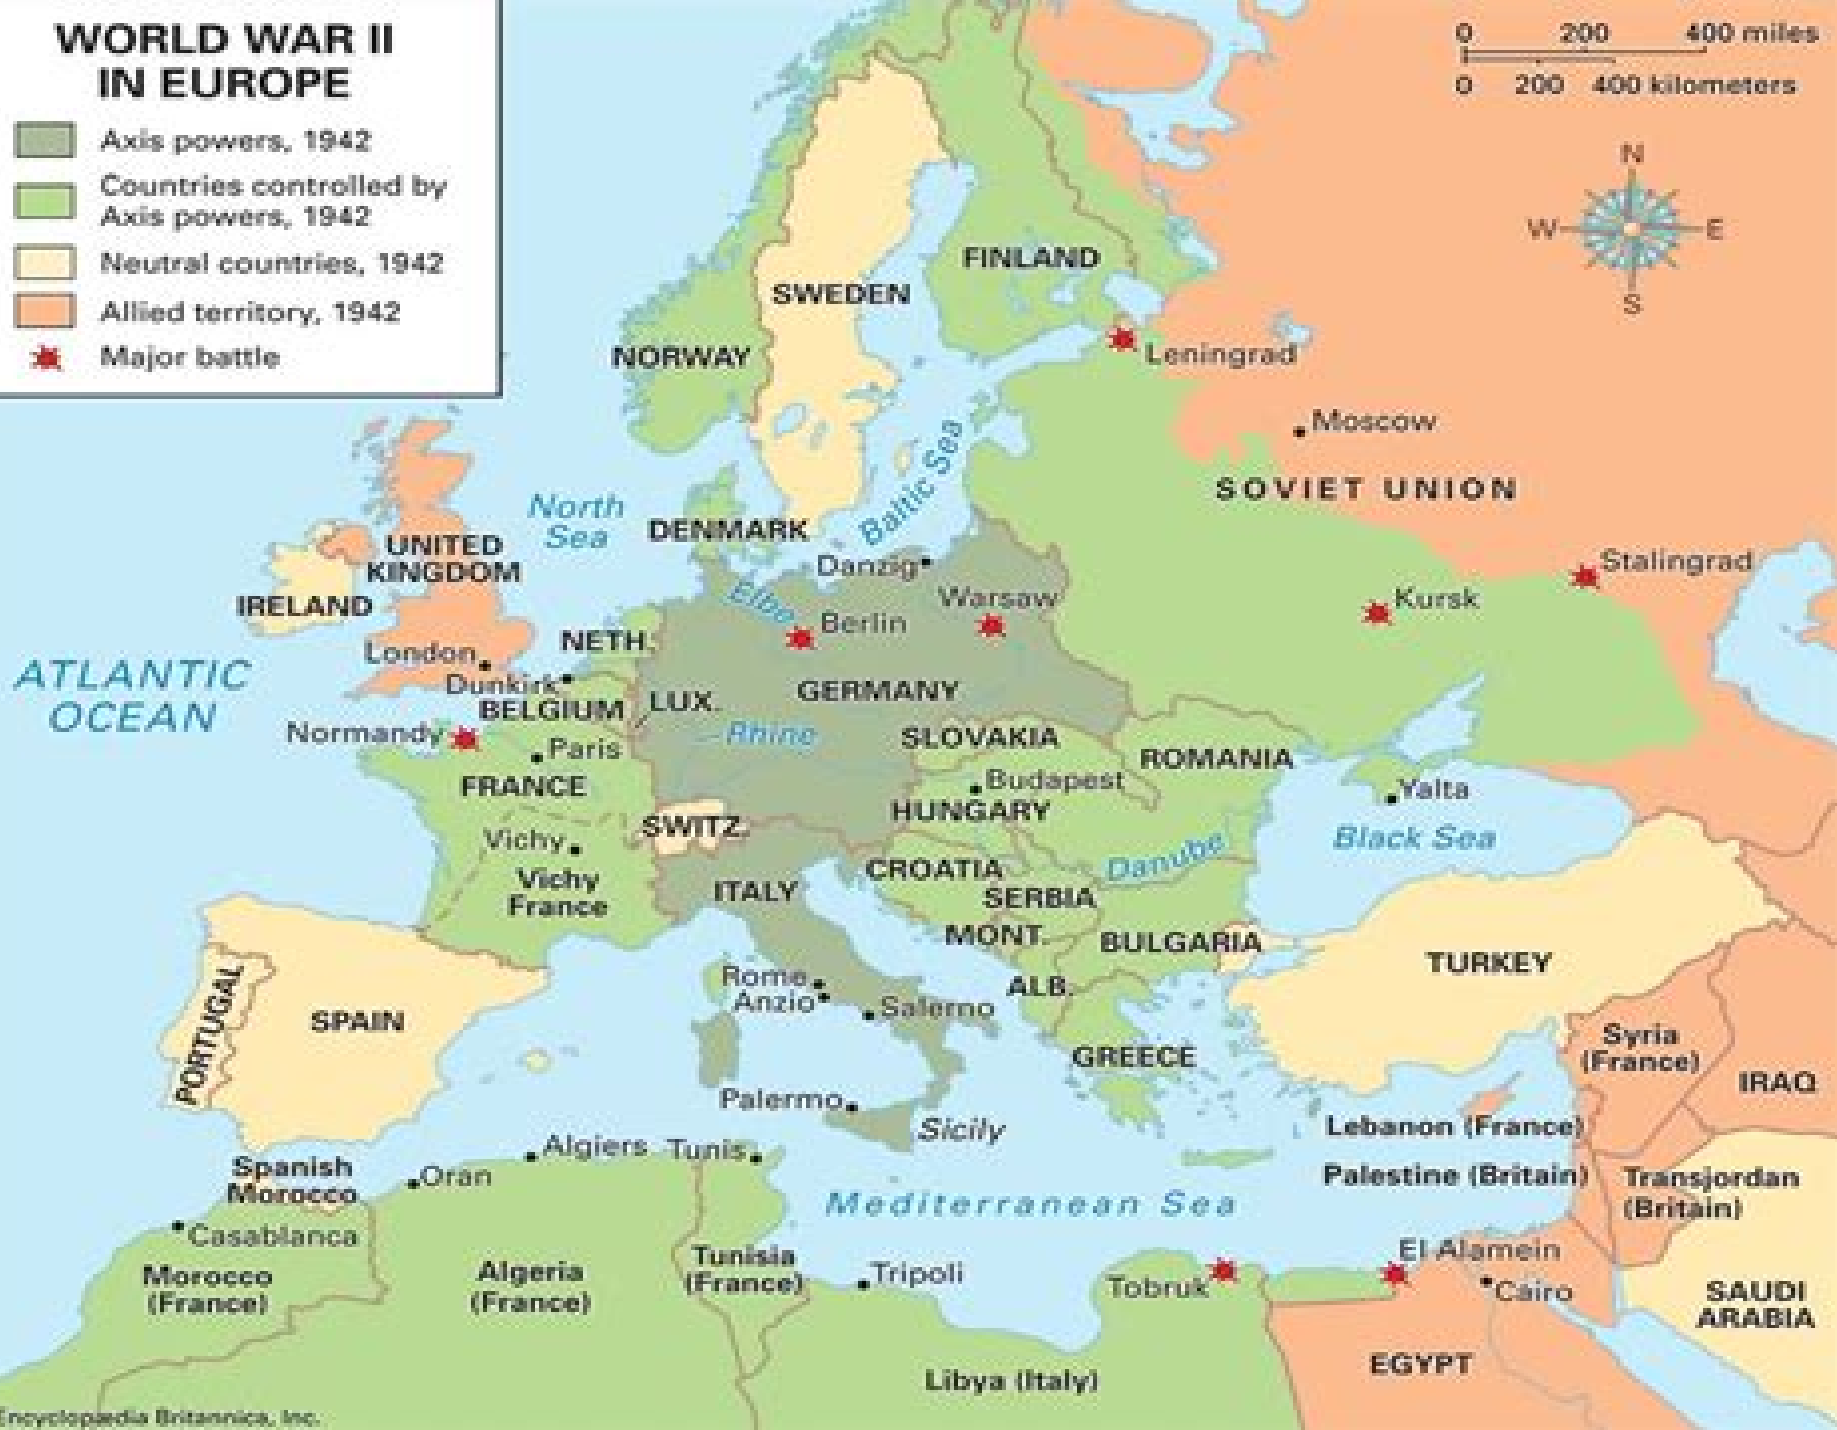 WORLD WAR II
IN EUROPE
Axis powers, 1942
Countries controlled by
Axis powers, 1942
Neutral countries, 1942
Allied territory, 1942
Major battle
0 200 400 miles
0 200 400 kilometers
N
W E
S
FINLAND
SWEDEN
NORWAY
Leningrad
Moscow
SOVIET UNION
North
Sea
Baltic Sea
DENMARK
UNITED
KINGDOM
IRELAND
Danzig
Stalingrad
Elbe
Warsaw
Kursk
Berlin
NETH.
London
ATLANTIC
OCEAN
Dunkirk
BELGIUM
LUX.
GERMANY
Normandy
Rhine
SLOVAKIA
Paris
ROMANIA
FRANCE
Budapest
Yalta
HUNGARY
SWITZ.
Vichy
Black Sea
Danube
CROATIA
Vichy
France
ITALY
SERBIA
MONT.
BULGARIA
TURKEY
Rome
Anzio
ALB.
Salerno
PORTUGAL
SPAIN
GREECE
Syria
(France)
IRAQ
Palermo
Sicily
Lebanon (France)
Algiers
Tunis
Spanish
Morocco
Oran
Palestine (Britain)
Transjordan
(Britain)
Mediterranean Sea
Casablanca
El Alamein
Morocco
(France)
Algeria
(France)
Tunisia
(France)
Tripoli
Tobruk
Cairo
SAUDI
ARABIA
EGYPT
Libya (Italy)
Encyclopædia Britannica, Inc.